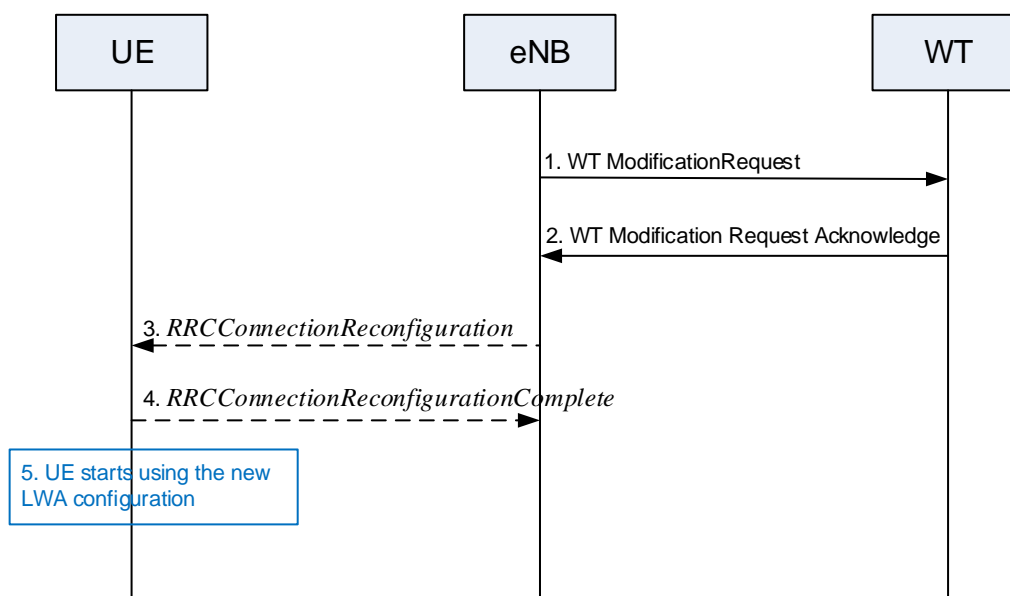 UE
eNB
WT
1. WT ModificationRequest
2. WT Modification Request Acknowledge
3. RRCConnectionReconfiguration
4. RRCConnectionReconfigurationComplete
5. UE starts using the new
LWA configuration